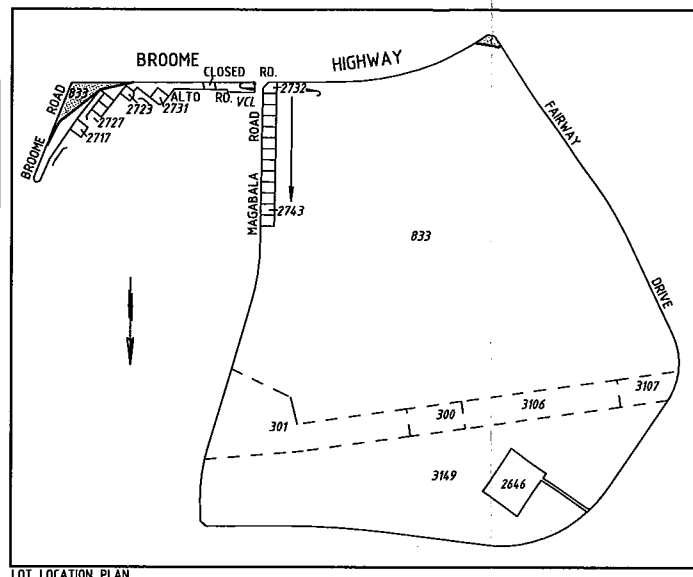 BROOME HIGHWAY
CLOSED RD.
ALTO RD.
VCL
BROOME ROAD
833
2717
2727
2723
2731
2732
MAGABALA ROAD
2743
833
FAIRWAY DRIVE
301
300
3106
3107
3149
2646
LOT LOCATION PLAN